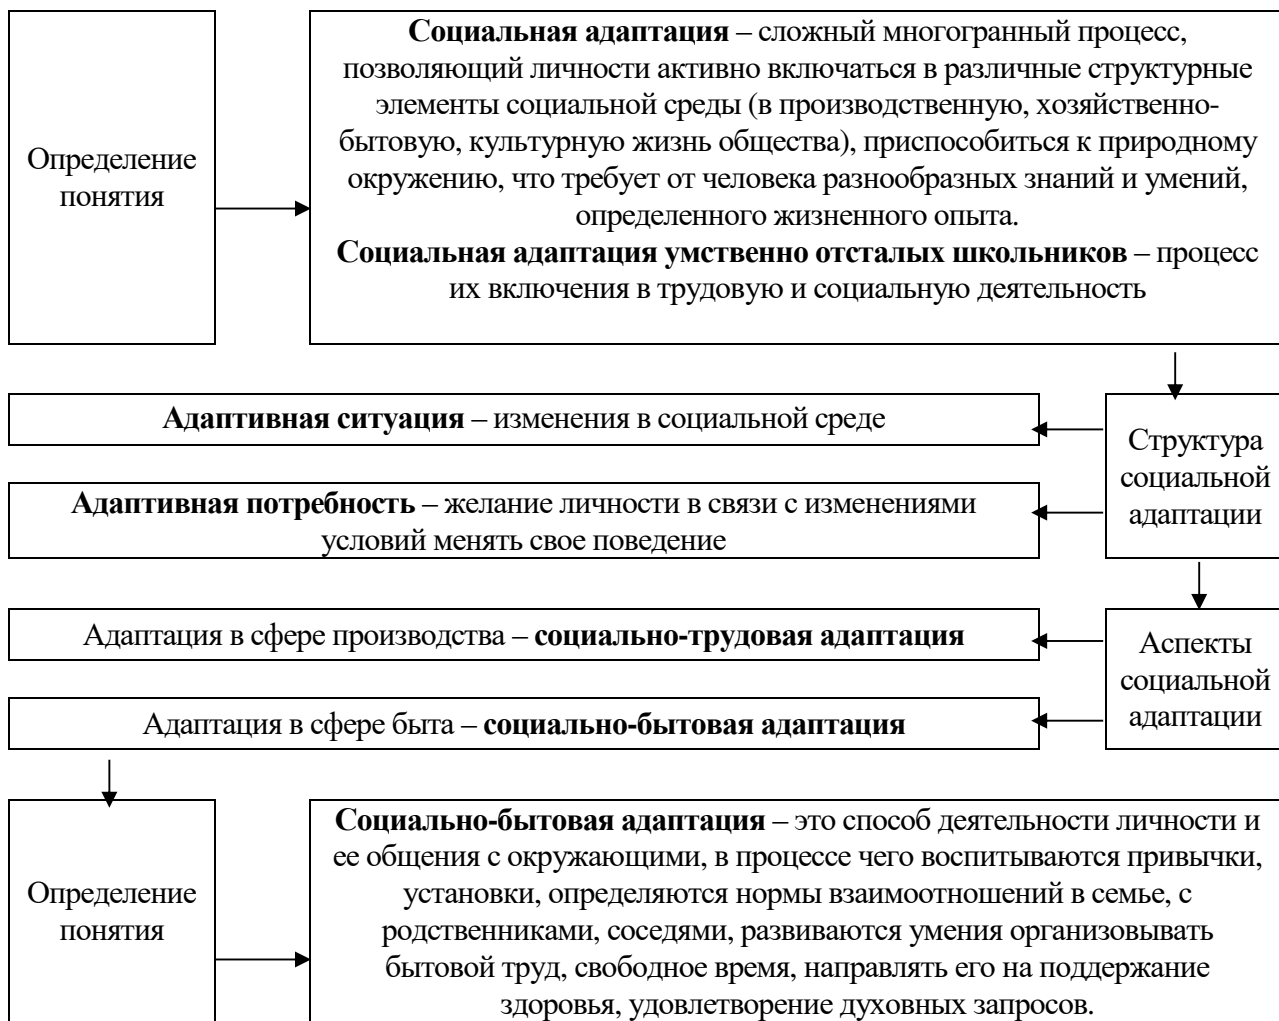 Определение
понятия
Социальная адаптация – сложный многогранный процесс,
позволяющий личности активно включаться в различные структурные
элементы социальной среды (в производственную, хозяйственно-
бытовую, культурную жизнь общества), приспособиться к природному
окружению, что требует от человека разнообразных знаний и умений,
определенного жизненного опыта.
Социальная адаптация умственно отсталых школьников – процесс
их включения в трудовую и социальную деятельность
Адаптивная ситуация – изменения в социальной среде
Адаптивная потребность – желание личности в связи с изменениями
условий менять свое поведение
Структура
социальной
адаптации
Адаптация в сфере производства – социально-трудовая адаптация
Адаптация в сфере быта – социально-бытовая адаптация
Аспекты
социальной
адаптации
Определение
понятия
Социально-бытовая адаптация – это способ деятельности личности и
ее общения с окружающими, в процессе чего воспитываются привычки,
установки, определяются нормы взаимоотношений в семье, с
родственниками, соседями, развиваются умения организовывать
бытовой труд, свободное время, направлять его на поддержание
здоровья, удовлетворение духовных запросов.